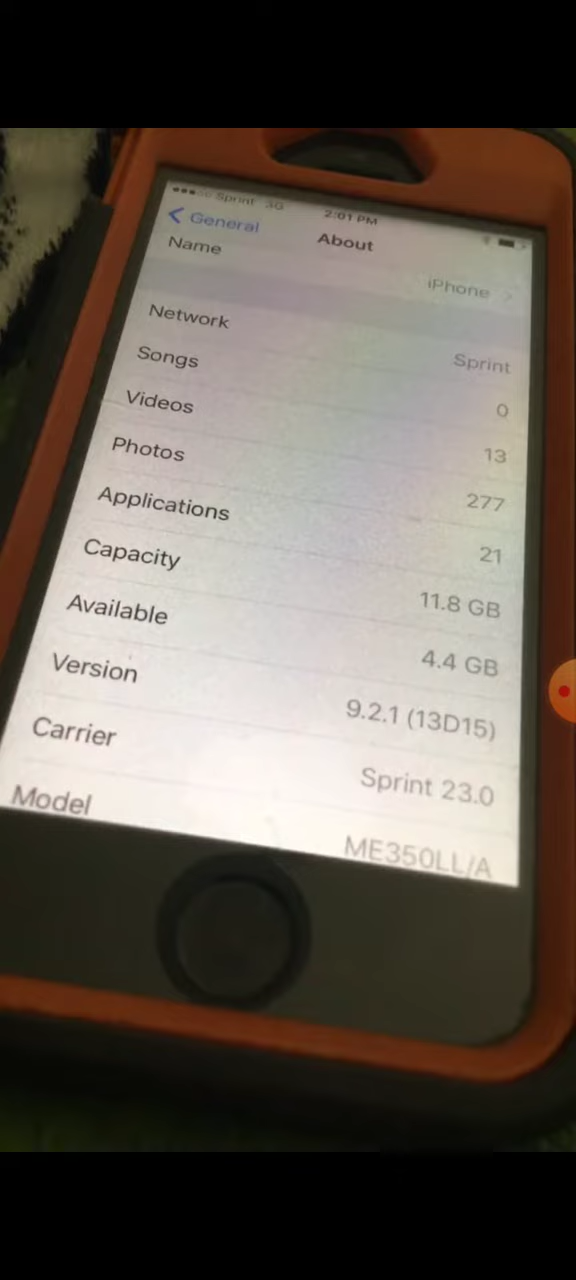 Sprint 3G 2:01 PM
General About
Name iPhone
Network Sprint
Songs 0
Videos 13
Photos 277
Applications 21
Capacity 11.8 GB
Available 4.4 GB
Version 9.2.1 (13D15)
Carrier Sprint 23.0
Model ME350LL/A